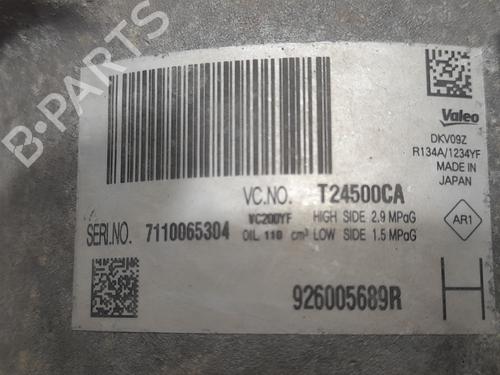 B-PARTS
Valeo
DKV09Z
R134A/1234YF
MADE IN
JAPAN
VC.NO. T24500CA
VC200YF HIGH SIDE 2.9 MPaG
SERI.NO. 7110065304 OIL 110 cm³ LOW SIDE 1.5 MPaG
AR1
926005689R
H